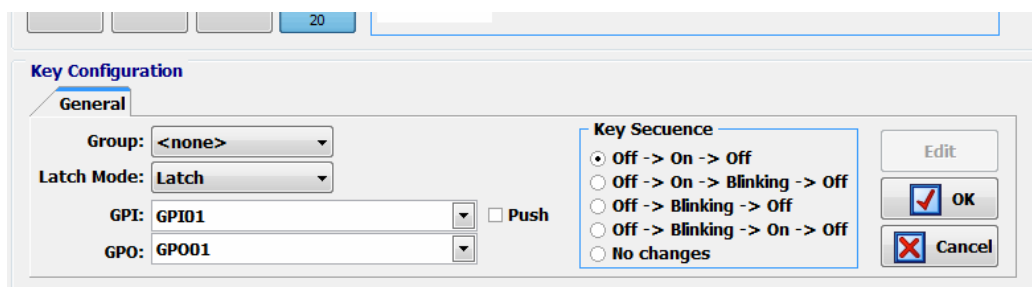 20
Key Configuration
General
Group: <none>
Latch Mode: Latch
GPI: GPI01
Push
GPO: GPO01
Key Secuence
Off -> On -> Off
Off -> On -> Blinking -> Off
Off -> Blinking -> Off
Off -> Blinking -> On -> Off
No changes
Edit
OK
Cancel